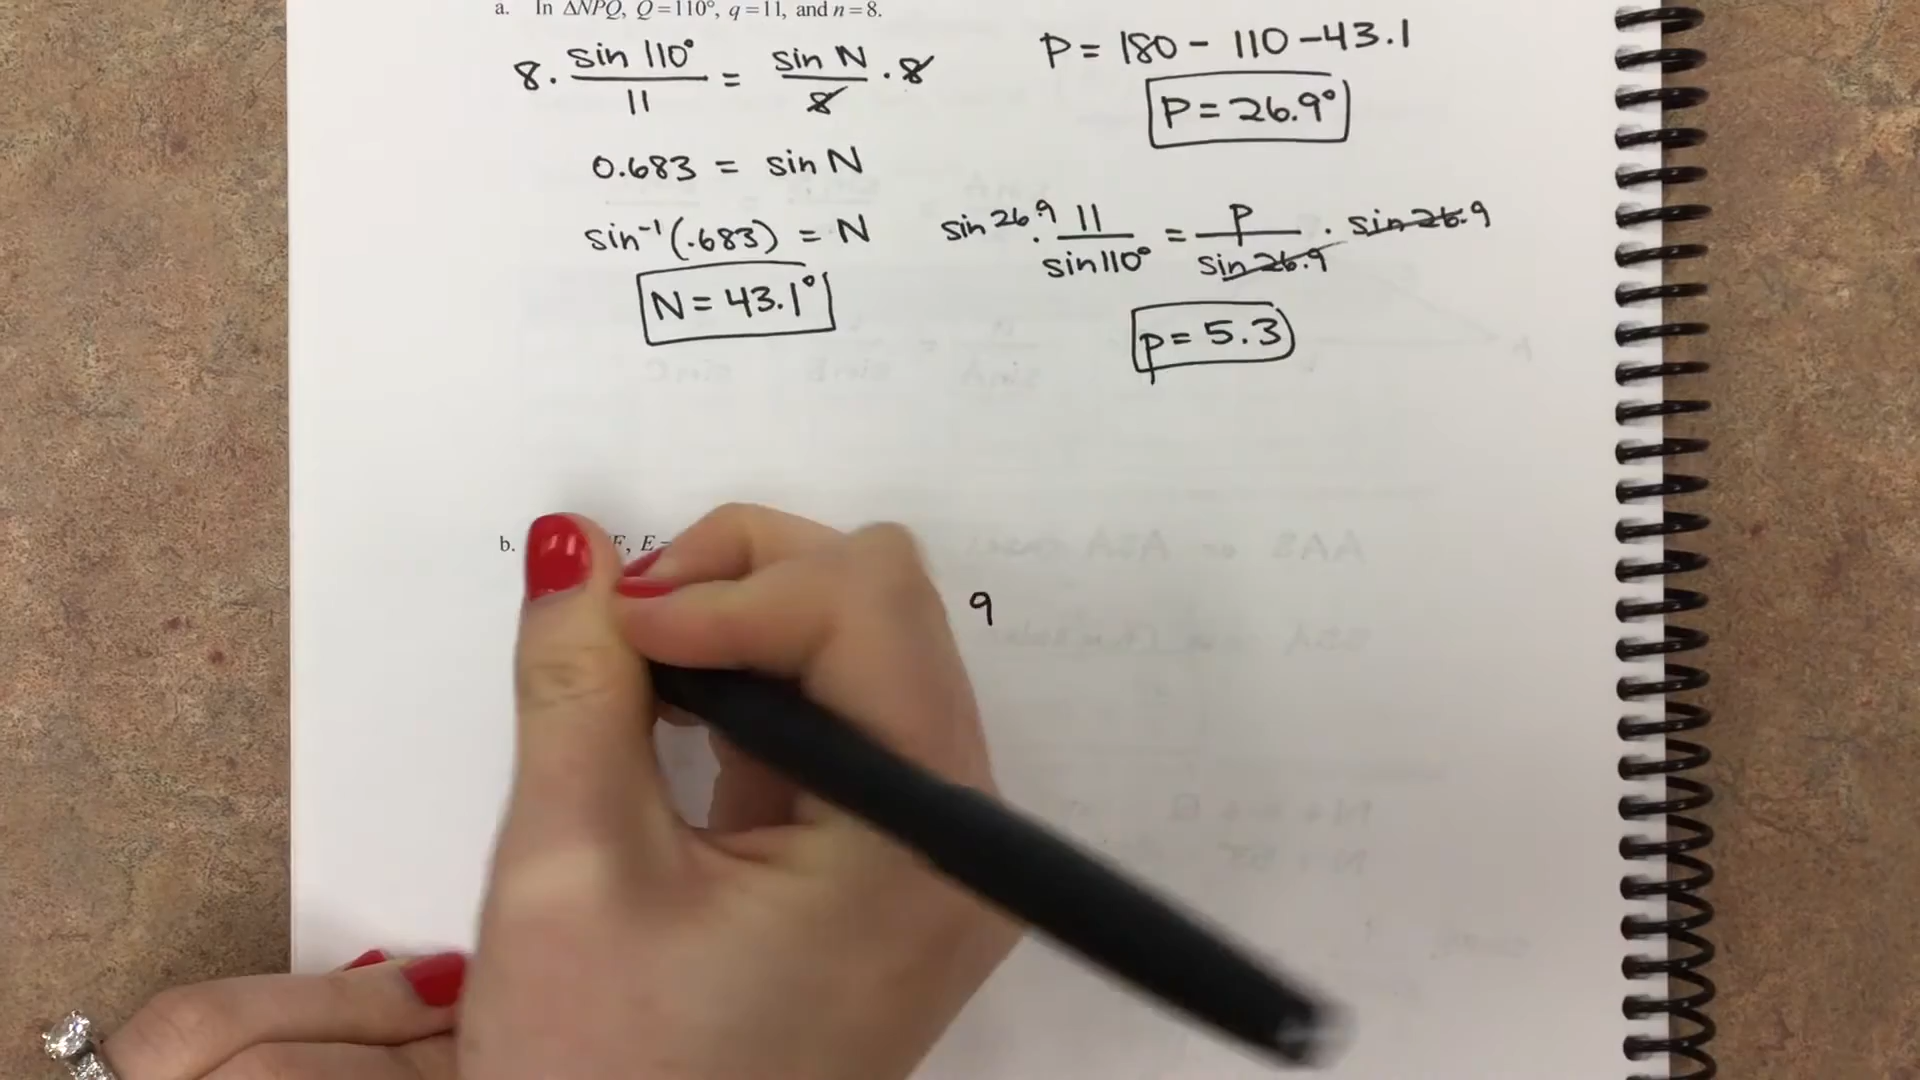 a. In ΔNPQ, Q=110°, q=11, and n=8.
8 · sin 110° / 11 = sin N / 8 · 8
0.683 = sin N
sin⁻¹(.683) = N
N = 43.1°
P = 180 - 110 - 43.1
P = 26.9°
sin 26.9 · 11 / sin 110° = p / sin 26.9 · sin 26.9
p = 5.3
b. F, E
9